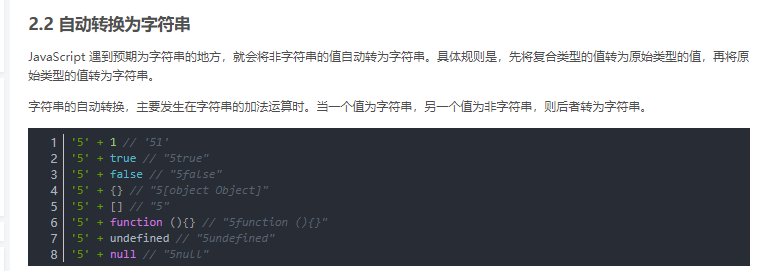 2.2 自动转换为字符串
JavaScript 遇到预期为字符串的地方，就会将非字符串的值自动转为字符串。具体规则是，先将复合类型的值转为原始类型的值，再将原
始类型的值转为字符串。
字符串的自动转换，主要发生在字符串的加法运算时。当一个值为字符串，另一个值为非字符串，则后者转为字符串。
1 '5' + 1 // '51'
2 '5' + true // "5true"
3 '5' + false // "5false"
4 '5' + {} // "5[object Object]"
5 '5' + [] // "5"
6 '5' + function (){} // "5function (){}"
7 '5' + undefined // "5undefined"
8 '5' + null // "5null"